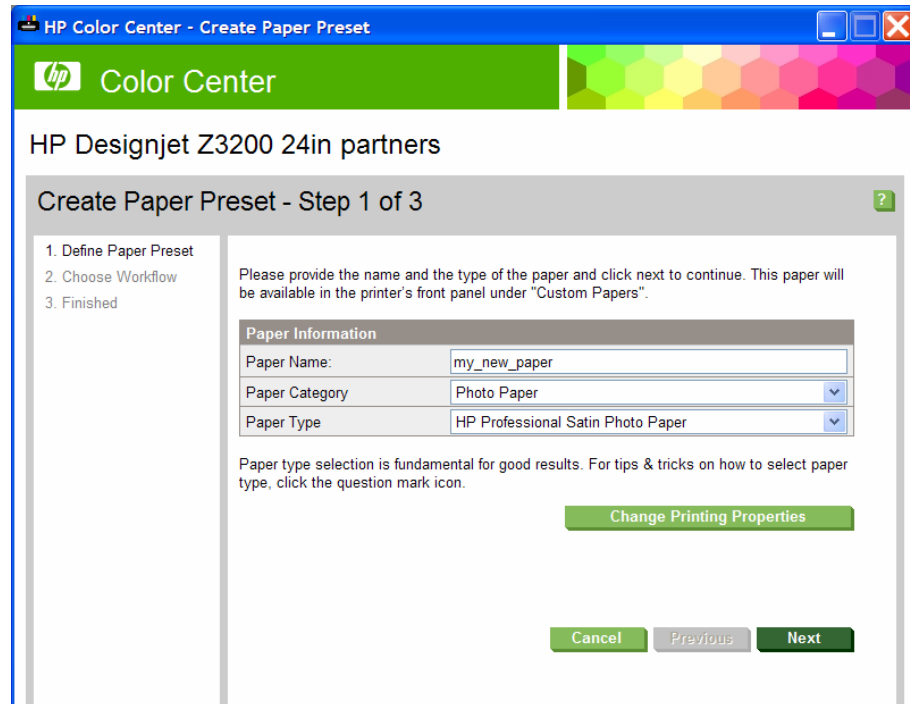 HP Color Center - Create Paper Preset
hp Color Center
HP Designjet Z3200 24in partners
Create Paper Preset - Step 1 of 3
?
1. Define Paper Preset
2. Choose Workflow
3. Finished
Please provide the name and the type of the paper and click next to continue. This paper will
be available in the printer's front panel under "Custom Papers".
Paper Information
Paper Name: my_new_paper
Paper Category Photo Paper
Paper Type HP Professional Satin Photo Paper
Paper type selection is fundamental for good results. For tips & tricks on how to select paper
type, click the question mark icon.
Change Printing Properties
Cancel Previous Next